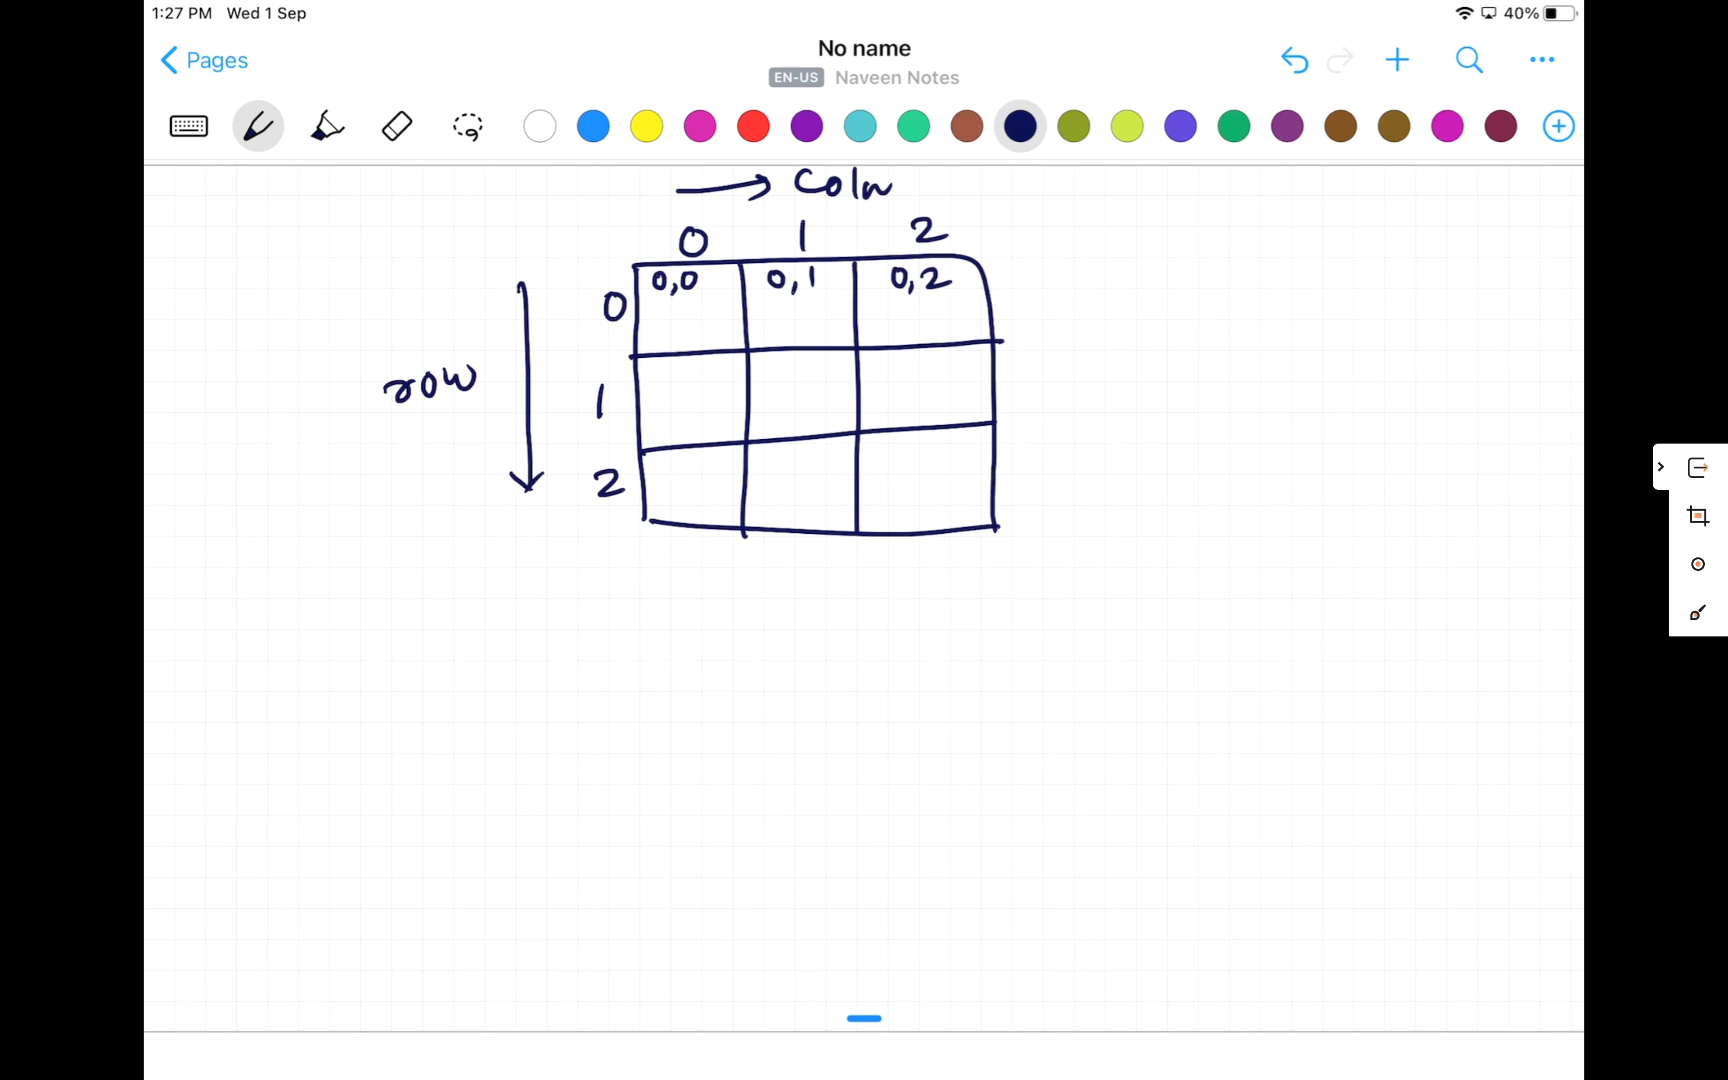 1:27 PM Wed 1 Sep
40%
Pages
No name
EN-US Naveen Notes
Coln
0 1 2
0 0,0 0,1 0,2
row
1
2